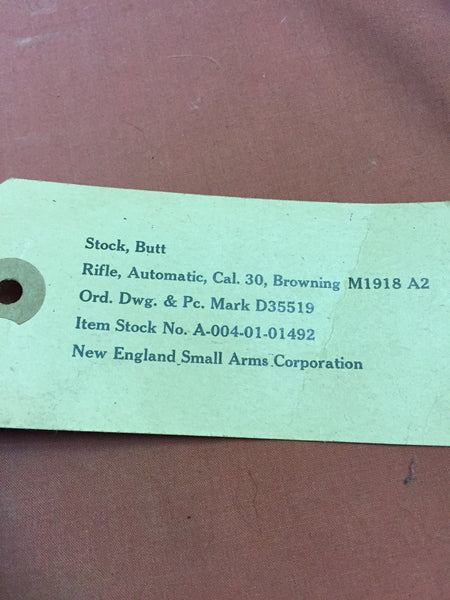 Stock, Butt
Rifle, Automatic, Cal. 30, Browning M1918 A2
Ord. Dwg. & Pc. Mark D35519
Item Stock No. A-004-01-01492
New England Small Arms Corporation